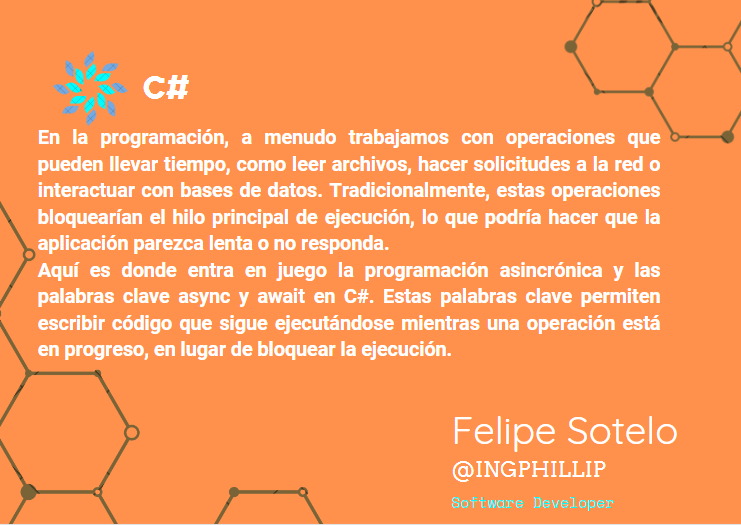 C#
En la programación, a menudo trabajamos con operaciones que
pueden llevar tiempo, como leer archivos, hacer solicitudes a la red o
interactuar con bases de datos. Tradicionalmente, estas operaciones
bloquearían el hilo principal de ejecución, lo que podría hacer que la
aplicación parezca lenta o no responda.
Aquí es donde entra en juego la programación asincrónica y las
palabras clave async y await en C#. Estas palabras clave permiten
escribir código que sigue ejecutándose mientras una operación está
en progreso, en lugar de bloquear la ejecución.
Felipe Sotelo
@INGPHILLIP
Software Developer